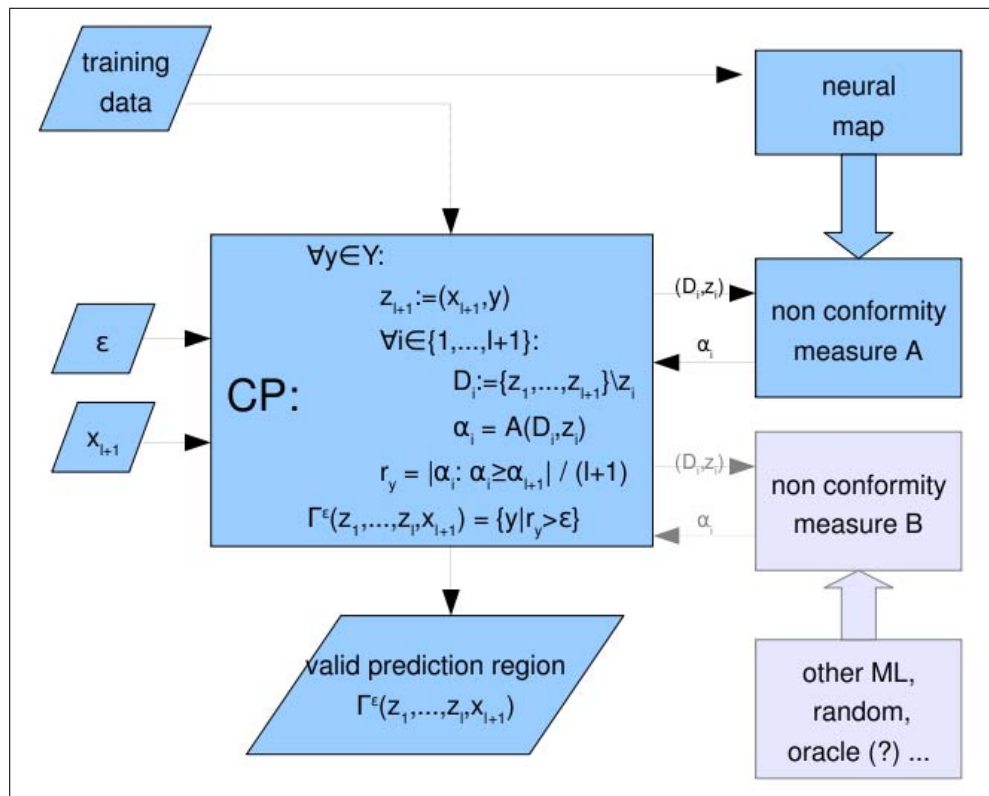 training
data
neural
map
∀y∈Y:
z_{l+1}:=(x_{l+1},y)
∀i∈{1,...,l+1}:
D_i:={z_1,...,z_{l+1}}\z_i
CP:
α_i = A(D_i,z_i)
r_y = |α_i: α_i≥α_{l+1}| / (l+1)
Γ^ε(z_1,...,z_l,x_{l+1}) = {y|r_y>ε}
ε
x_{l+1}
(D_i,z_i)
α_i
non conformity
measure A
(D_i,z_i)
α_i
non conformity
measure B
valid prediction region
Γ^ε(z_1,...,z_l,x_{l+1})
other ML,
random,
oracle (?) ...